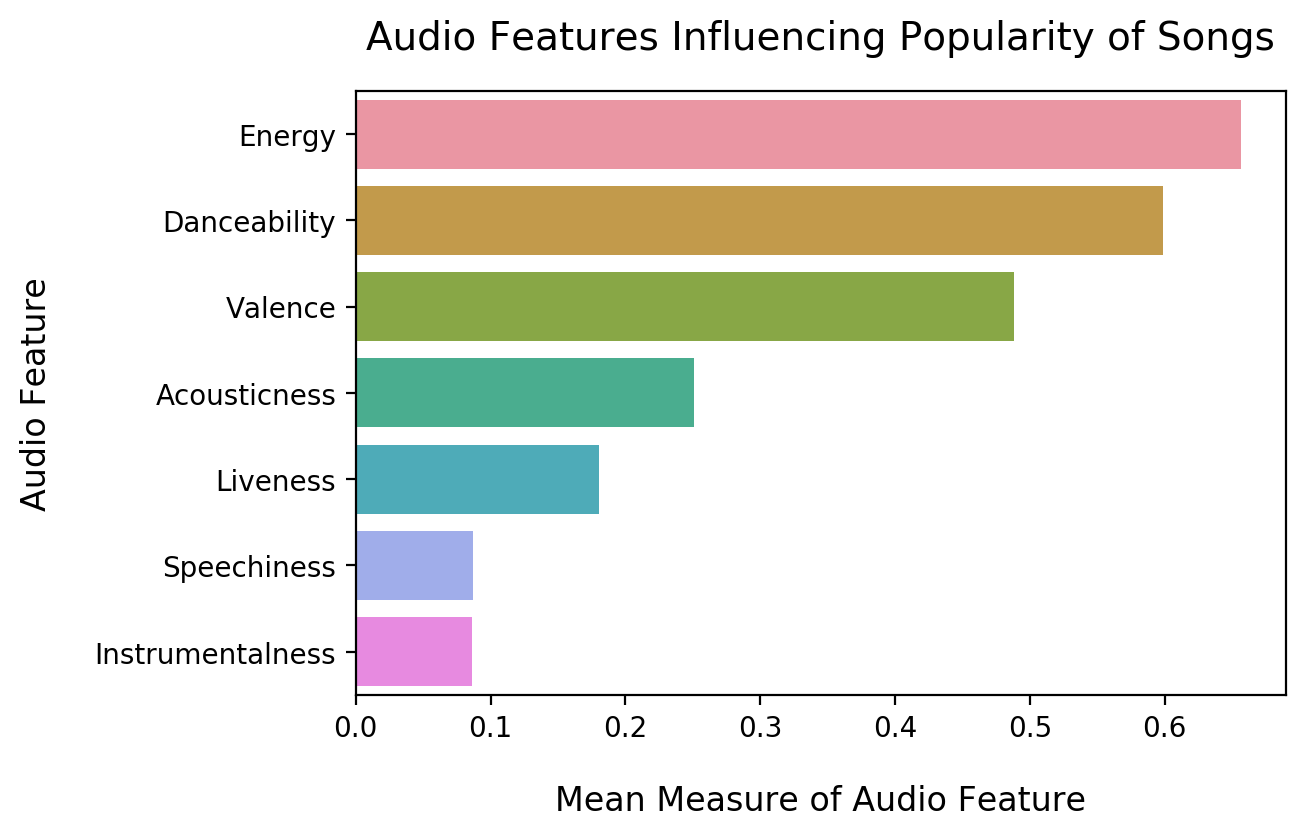 Audio Features Influencing Popularity of Songs
Audio Feature
Energy
Danceability
Valence
Acousticness
Liveness
Speechiness
Instrumentalness
0.0 0.1 0.2 0.3 0.4 0.5 0.6
Mean Measure of Audio Feature